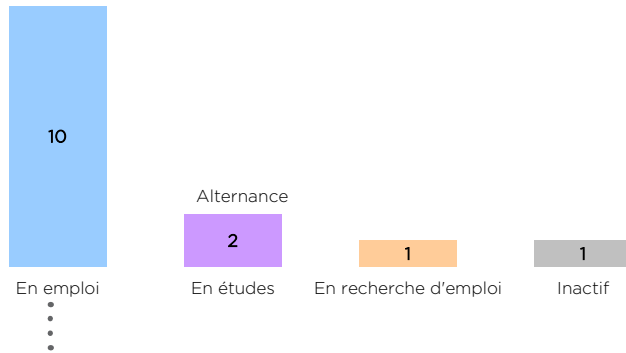 10
Alternance
2
1
1
En emploi
En études
En recherche d'emploi
Inactif